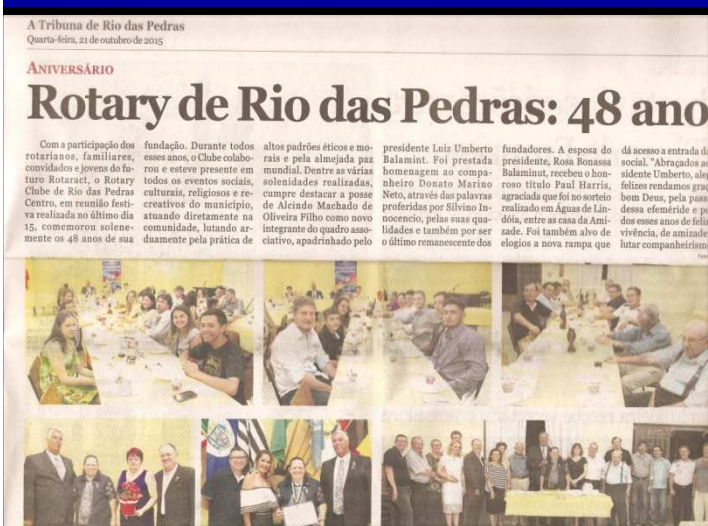 A Tribuna de Rio das Pedras
Quarta-feira, 21 de outubro de 2015
ANIVERSÁRIO
Rotary de Rio das Pedras: 48 ano
Com a participação dos
rotarianos, familiares,
convidados e jovens do fu-
turo Rotaract, o Rotary
Clube de Rio das Pedras
Centro, em reunião festi-
va realizada no último dia
15, comemorou solene-
mente os 48 anos de sua
fundação. Durante todos
esses anos, o Clube colabo-
rou e esteve presente em
todos os eventos sociais,
culturais, religiosos e re-
creativos do município,
atuando diretamente na
comunidade, lutando ar-
duamente pela prática de
altos padrões éticos e mo-
rais e pela almejada paz
mundial. Dentre as várias
solenidades realizadas,
cumpre destacar a posse
de Alcindo Machado de
Oliveira Filho como novo
integrante do quadro asso-
ciativo, apadrinhado pelo
presidente Luiz Umberto
Balamint. Foi prestada
homenagem ao compa-
nheiro Donato Marino
Neto, através das palavras
proferidas por Silvino In-
nocencio, pelas suas qua-
lidades e também por ser
o último remanescente dos
fundadores. A esposa do
presidente, Rosa Bonassa
Balaminut, recebeu o hon-
roso título Paul Harris,
agraciada que foi no sorteio
realizado em Águas de Lin-
dóia, entre as casa da Ami-
zade. Foi também alvo de
elogios a nova rampa que
dá acesso a entrada da
social. "Abraçados ao
sidente Umberto, aleg
felizes rendamos graç
bom Deus, pela pass
dessa efeméride e po
dos esses anos de feliz
vivência, de amizade
lutar companheirism